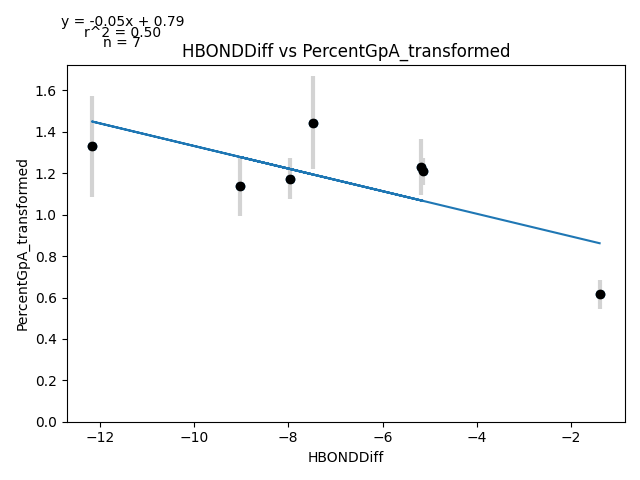 y = -0.05x + 0.79
r^2 = 0.50
n = 7
HBONDDiff vs PercentGpA_transformed
PercentGpA_transformed
1.6
1.4
1.2
1.0
0.8
0.6
0.4
0.2
0.0
−12
−10
−8
−6
−4
−2
HBONDDiff